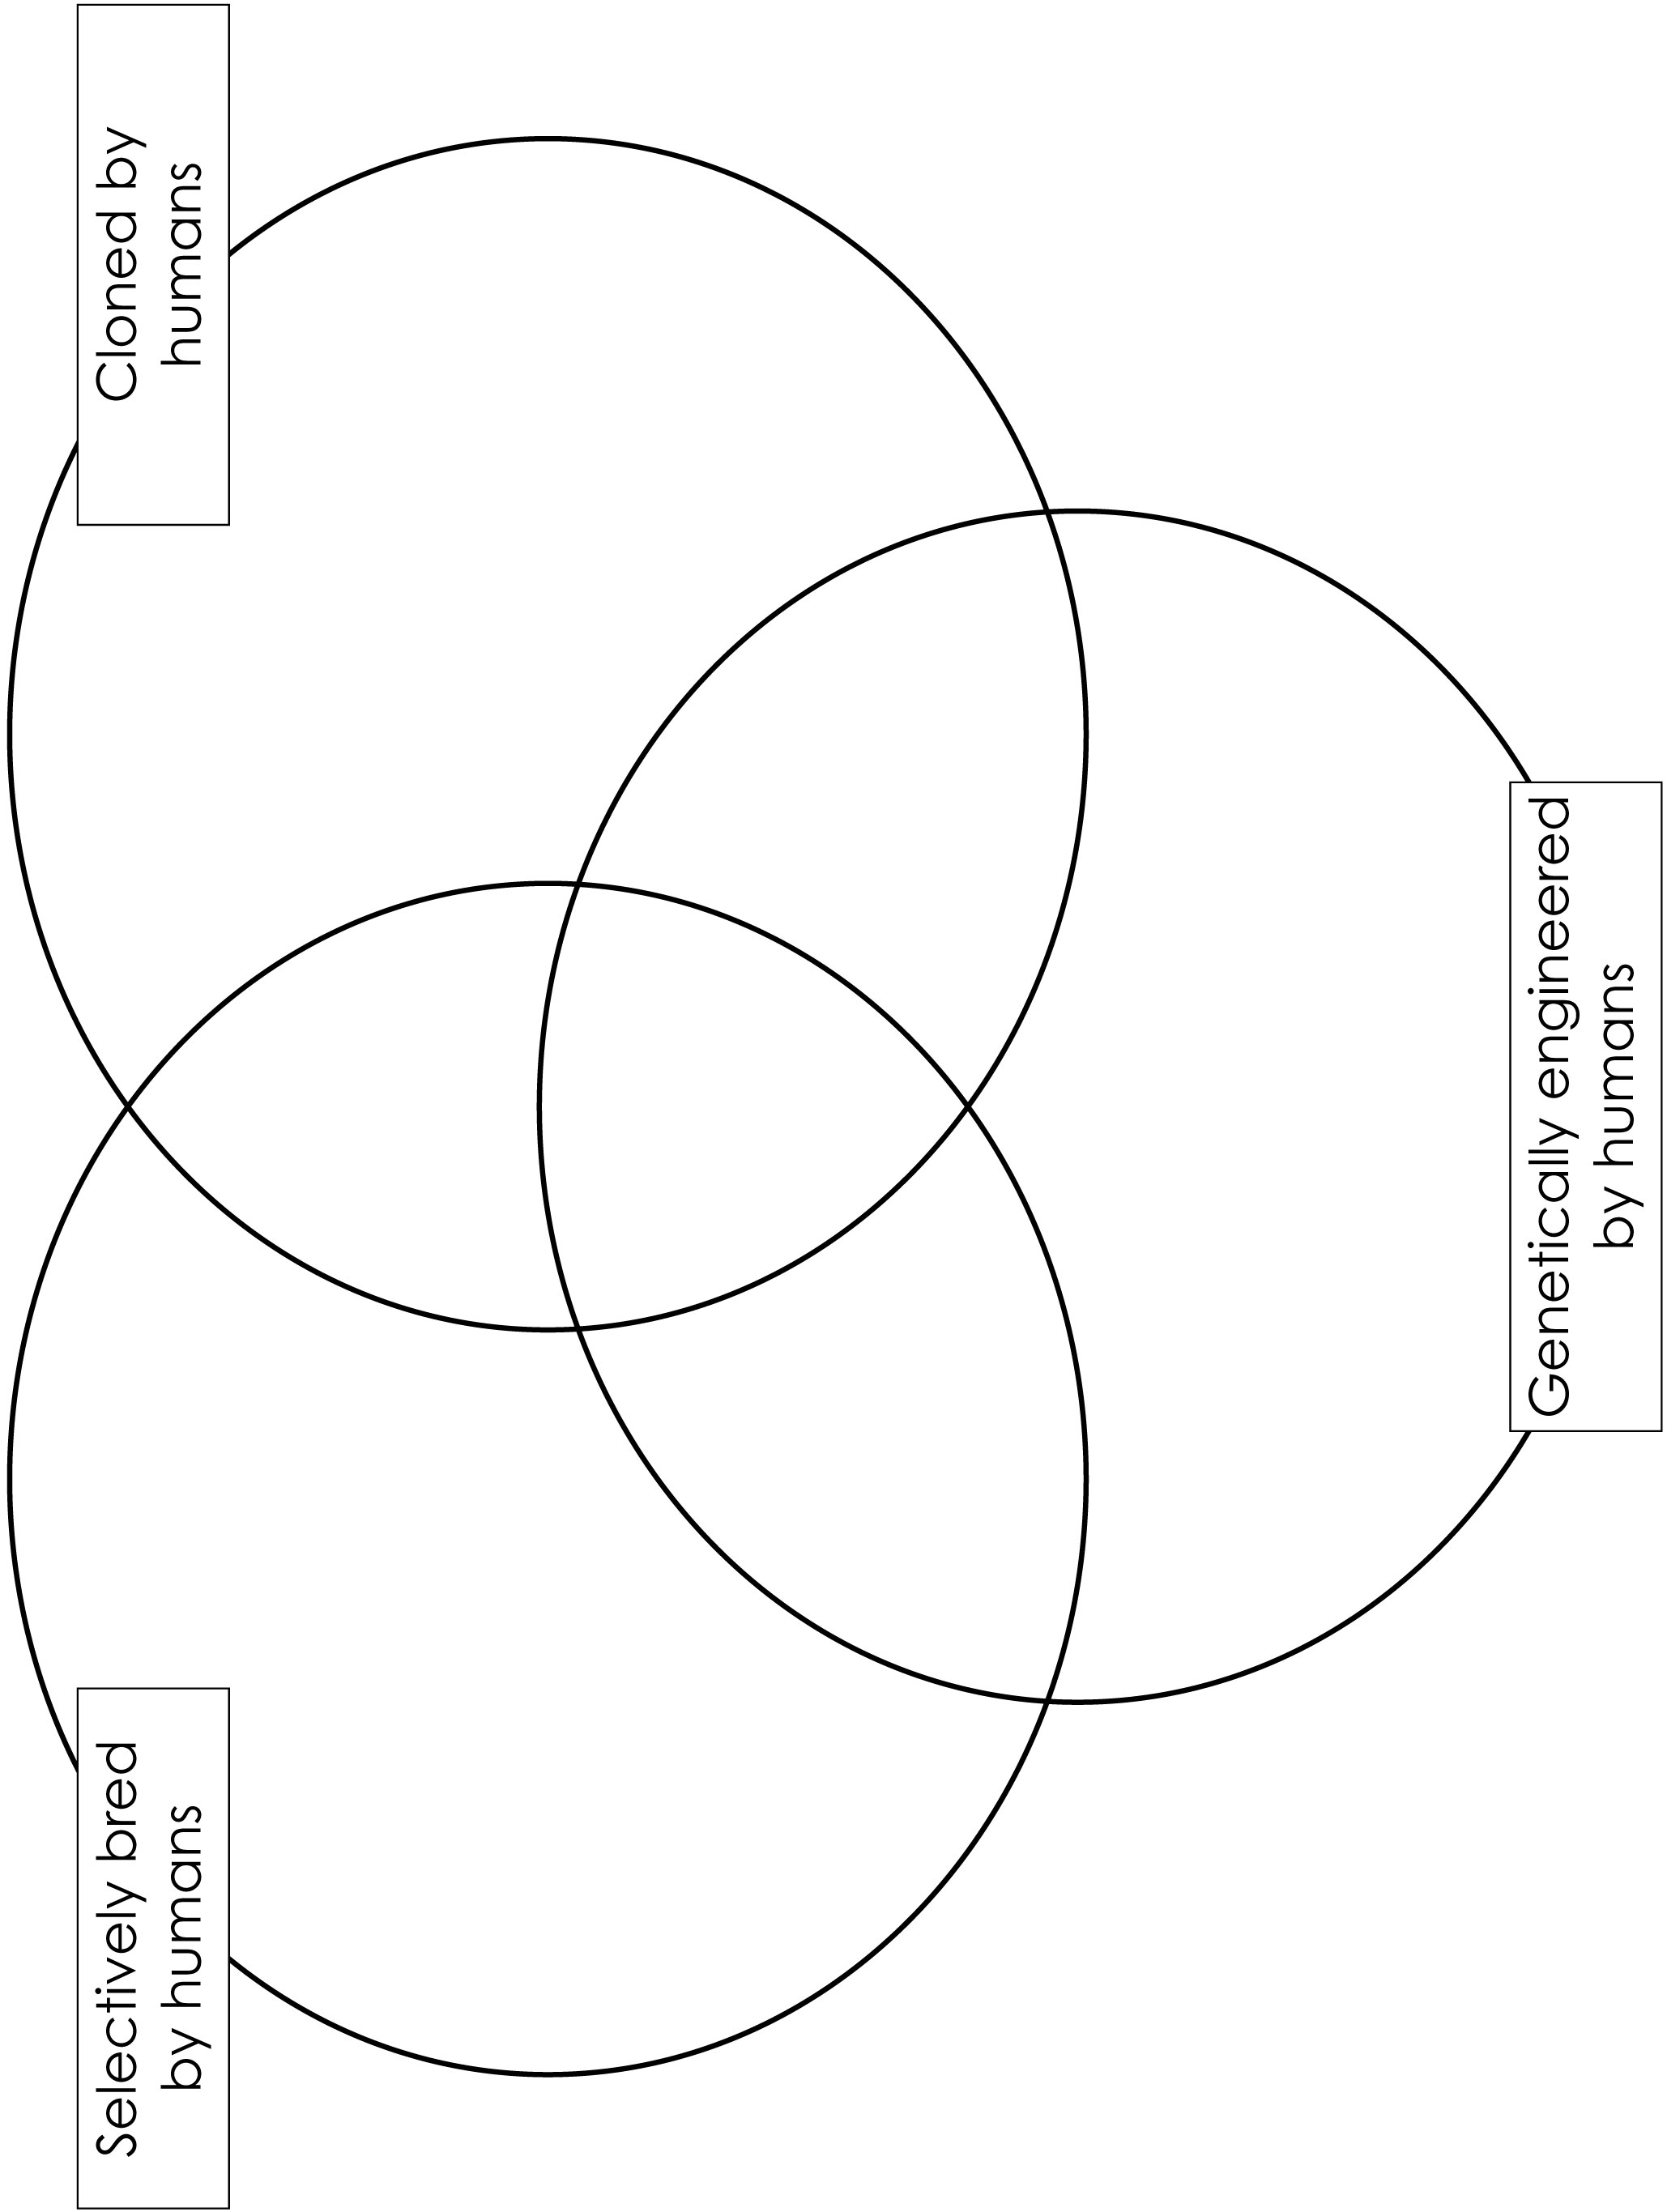 Selectively bred
by humans
Cloned by
humans
Genetically engineered
by humans